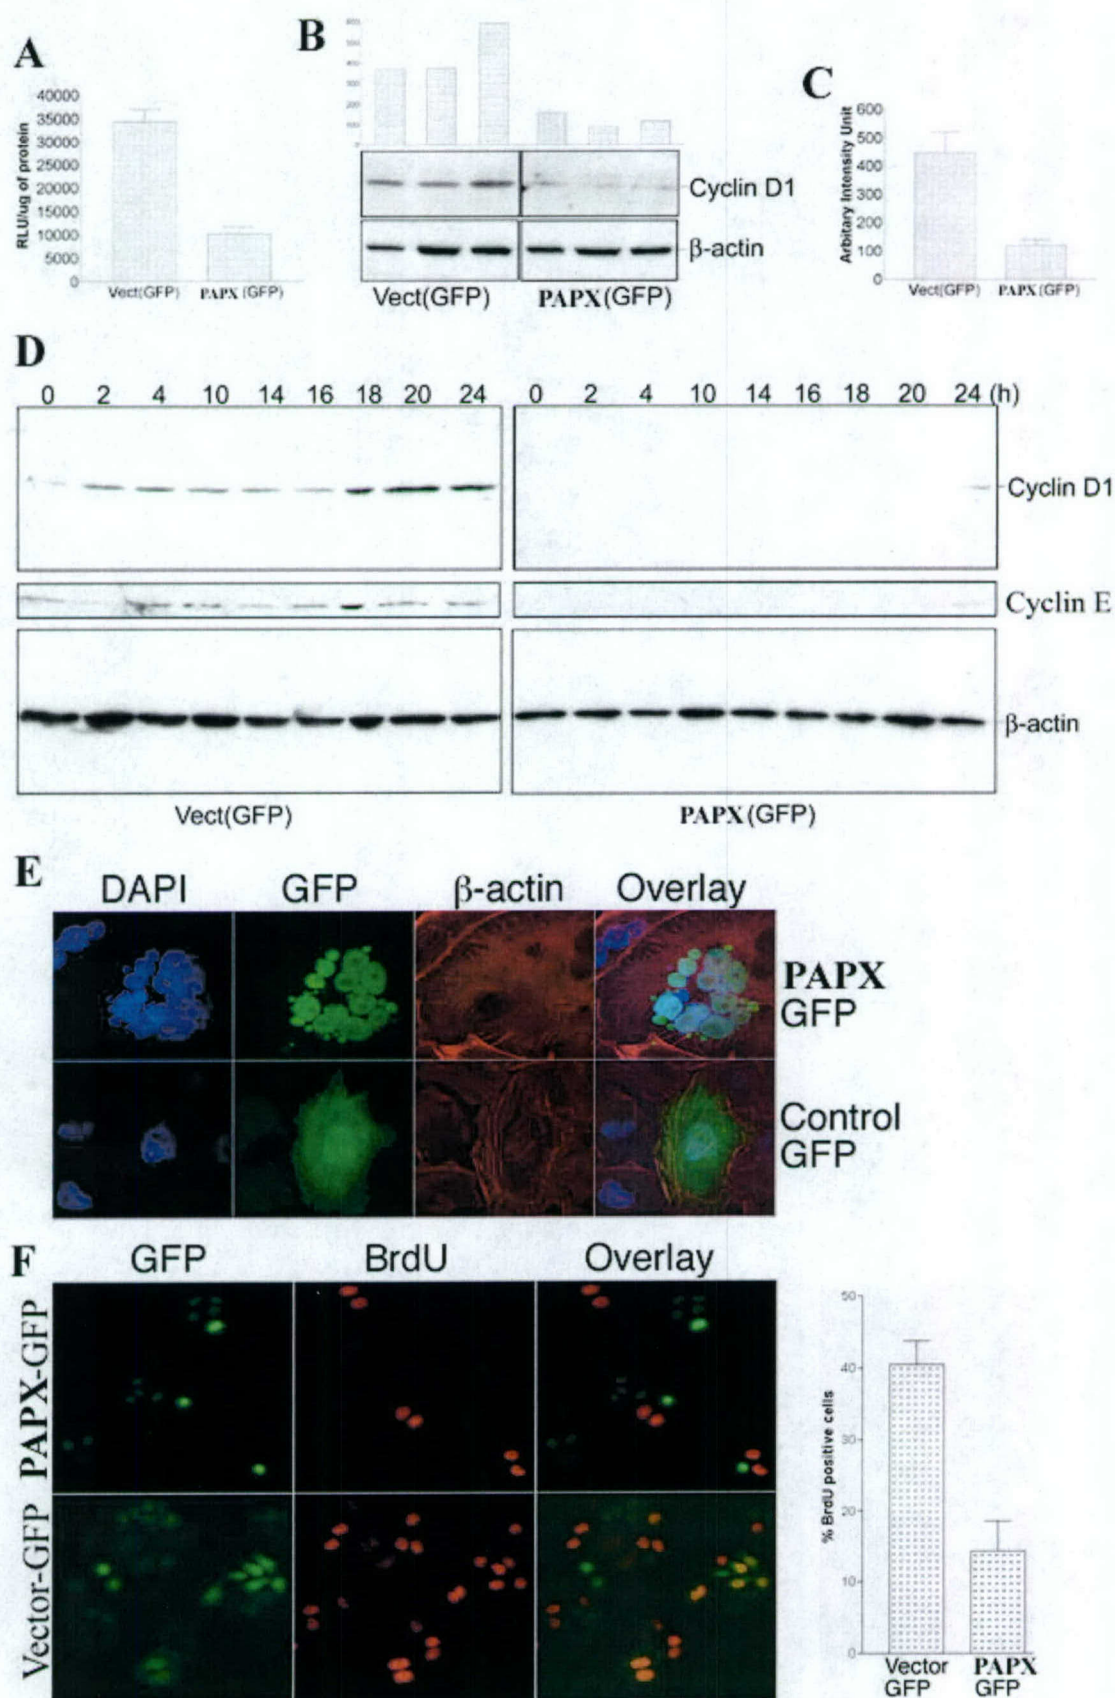 A
RLU/ug of protein
40000
35000
30000
25000
20000
15000
10000
5000
0
Vect(GFP) PAPX (GFP)
B
Cyclin D1
β-actin
Vect(GFP) PAPX(GFP)
C
Arbitary Intensity Unit
600
500
400
300
200
100
0
Vect(GFP) PAPX(GFP)
D
0 2 4 10 14 16 18 20 24 0 2 4 10 14 16 18 20 24 (h)
Cyclin D1
Cyclin E
β-actin
Vect(GFP) PAPX(GFP)
E
DAPI GFP β-actin Overlay
PAPX
GFP
Control
GFP
F
GFP BrdU Overlay
PAPX-GFP
Vector-GFP
% BrdU positive cells
50
40
30
20
10
0
Vector PAPX
GFP GFP